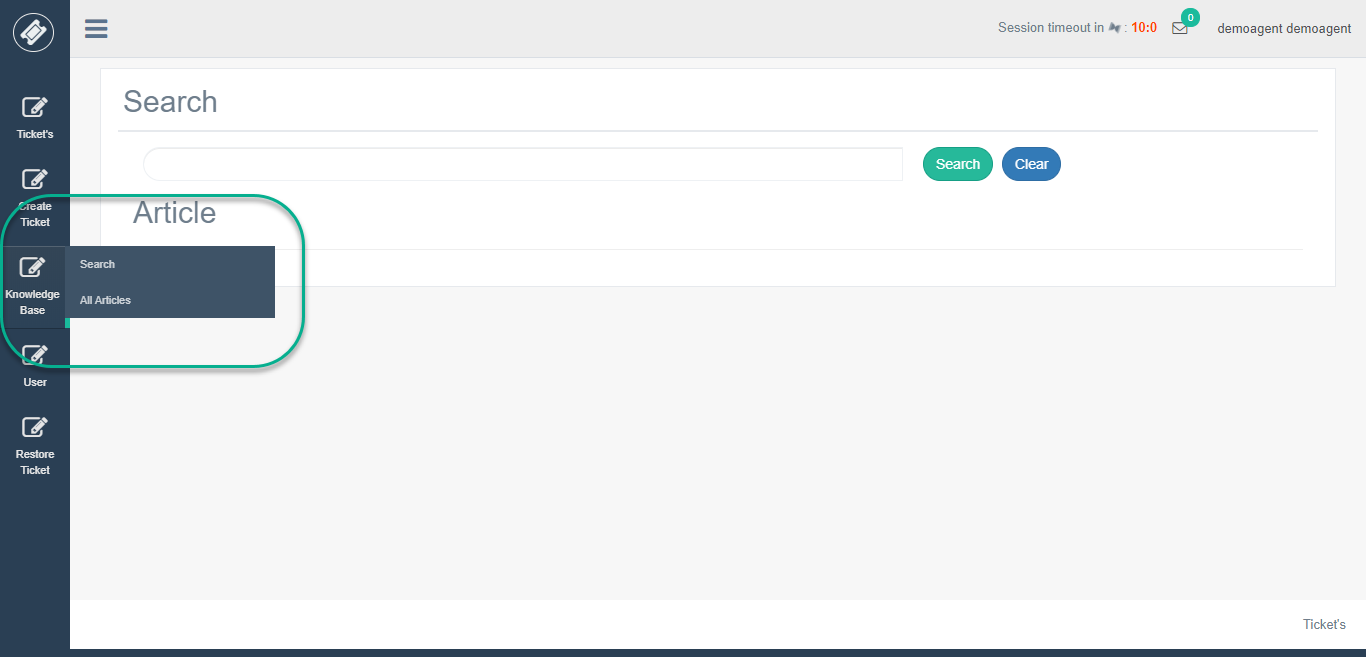 Session timeout in : 10:0
0
demoagent demoagent
Ticket's
Create
Ticket
Knowledge
Base
Search
All Articles
User
Restore
Ticket
Search
Search
Clear
Article
Ticket's